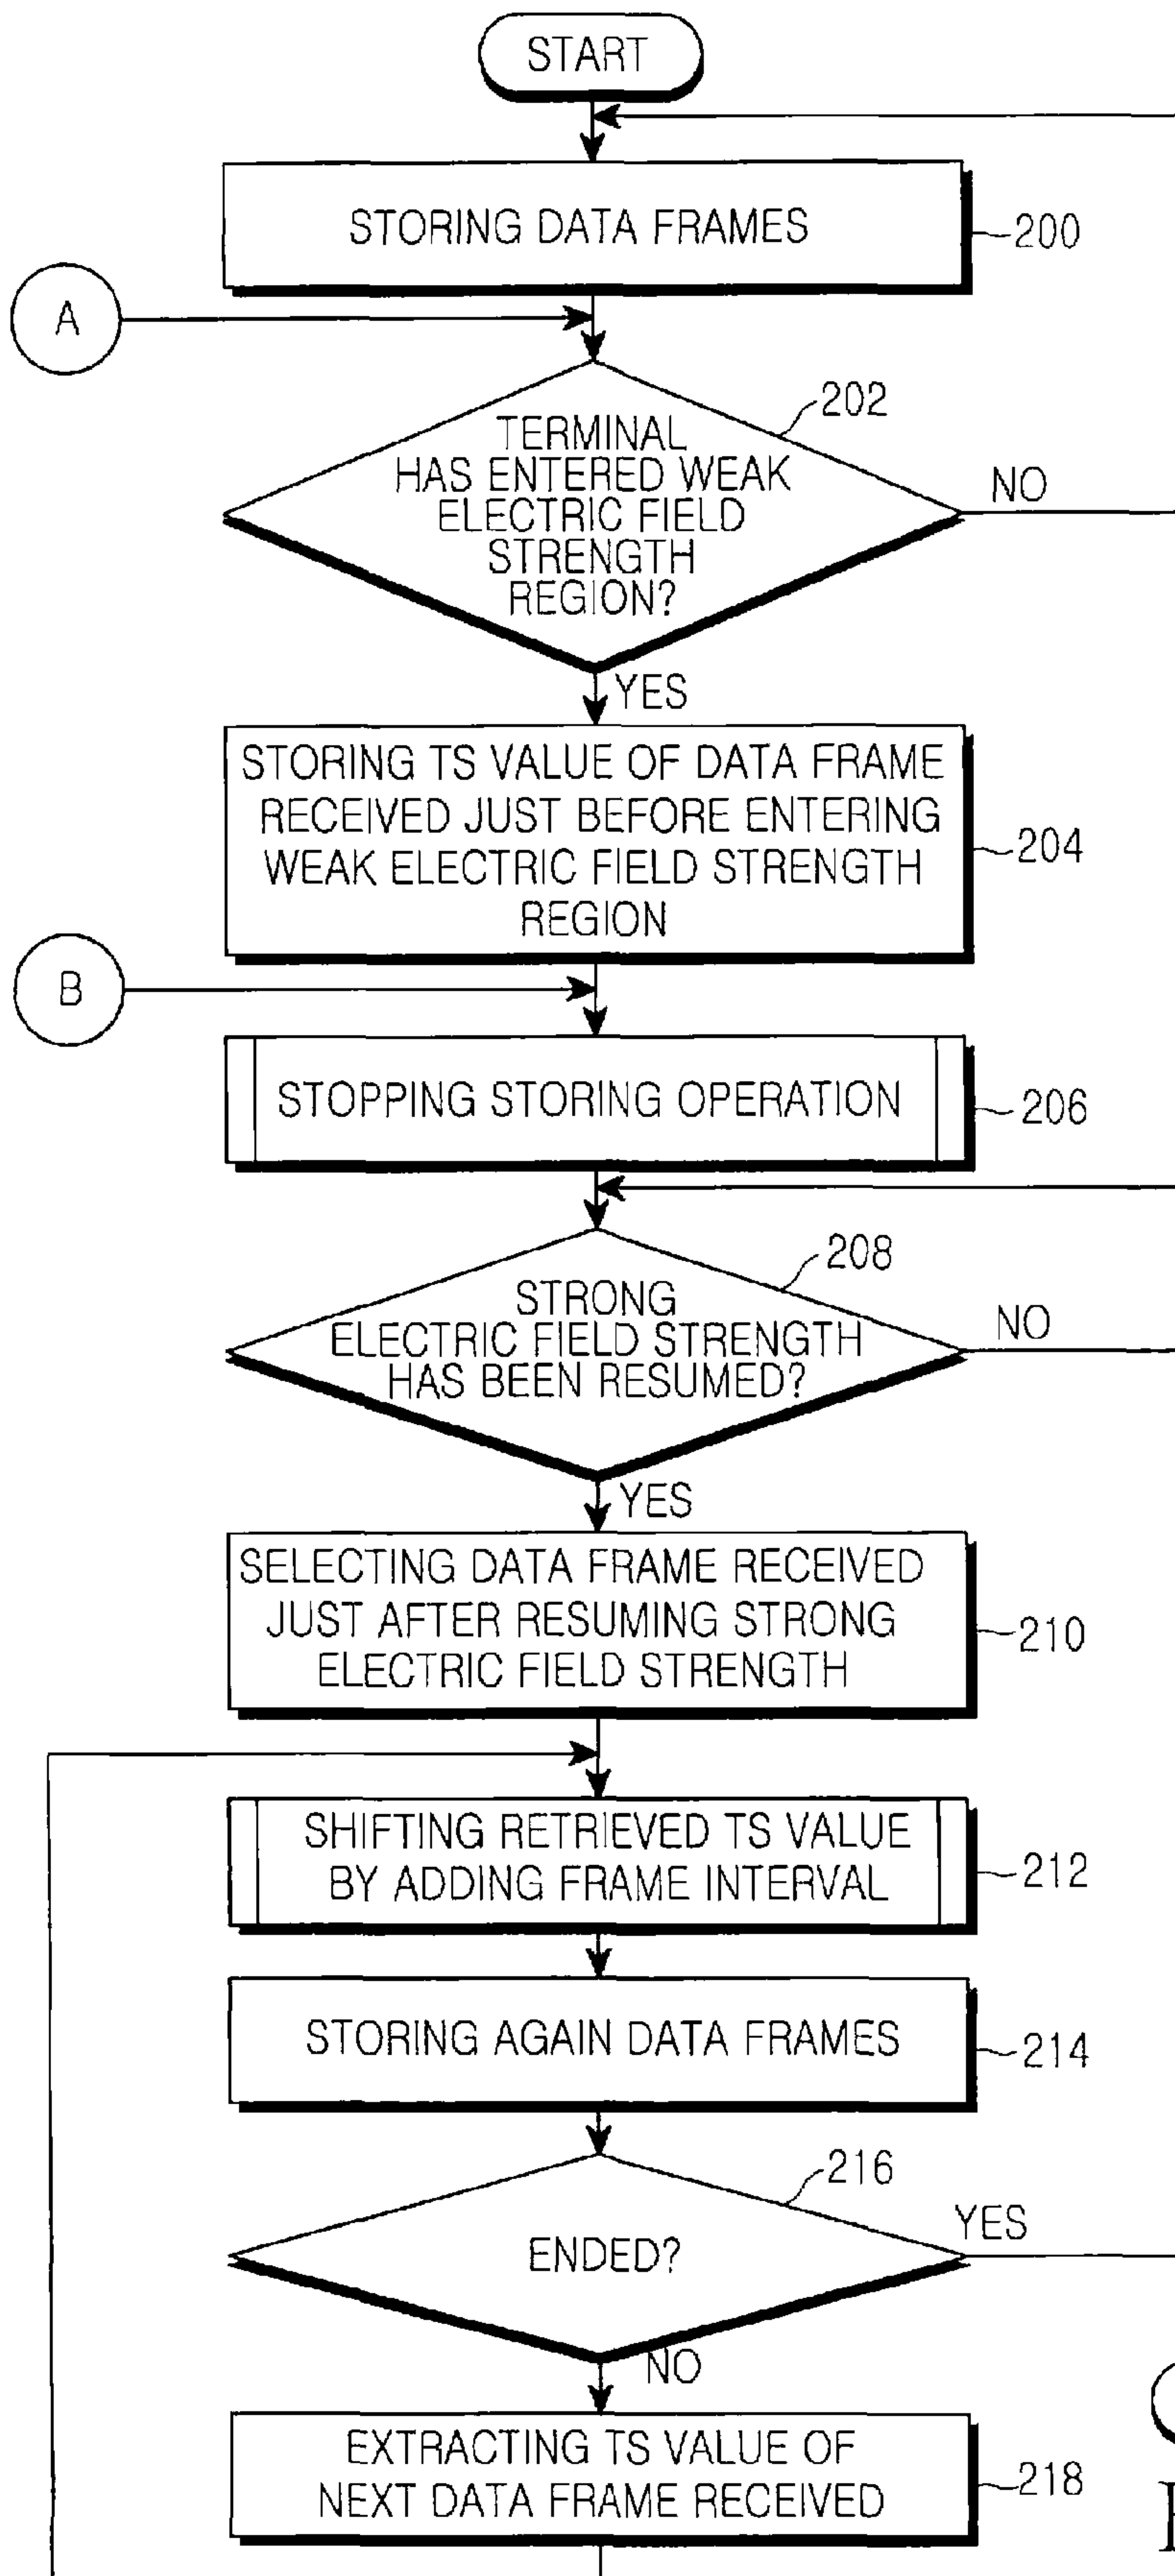 START
STORING DATA FRAMES
200
A
202
TERMINAL
HAS ENTERED WEAK
ELECTRIC FIELD
STRENGTH
REGION?
NO
YES
STORING TS VALUE OF DATA FRAME
RECEIVED JUST BEFORE ENTERING
WEAK ELECTRIC FIELD STRENGTH
REGION
204
B
STOPPING STORING OPERATION
206
208
STRONG
ELECTRIC FIELD STRENGTH
HAS BEEN RESUMED?
NO
YES
SELECTING DATA FRAME RECEIVED
JUST AFTER RESUMING STRONG
ELECTRIC FIELD STRENGTH
210
SHIFTING RETRIEVED TS VALUE
BY ADDING FRAME INTERVAL
212
STORING AGAIN DATA FRAMES
214
216
ENDED?
YES
NO
EXTRACTING TS VALUE OF
NEXT DATA FRAME RECEIVED
218